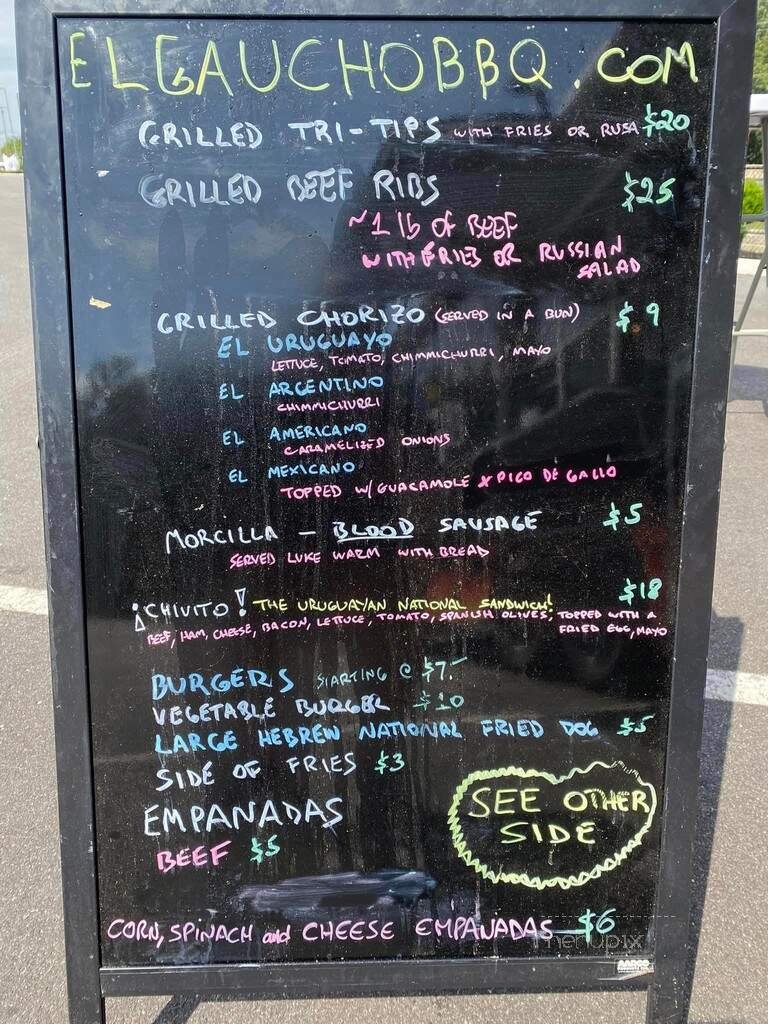 ELGAUCHOBBQ.COM
GRILLED TRI-TIPS WITH FRIES OR RUSA $20
GRILLED BEEF RIBS $25
~1 lb OF BEEF
WITH FRIES OR RUSSIAN
SALAD
GRILLED CHORIZO (SERVED IN A BUN) $9
EL URUGUAYO
LETTUCE, TOMATO, CHIMMICHURRI, MAYO
EL ARGENTINO
CHIMMICHURRI
EL AMERICANO
CARAMELIZED ONIONS
EL MEXICANO
TOPPED W/ GUACAMOLE & PICO DE GALLO
MORCILLA - BLOOD SAUSAGE $5
SERVED LUKE WARM WITH BREAD
¡CHIVITO! THE URUGUAYAN NATIONAL SANDWICH! $18
BEEF, HAM, CHEESE, BACON, LETTUCE, TOMATO, SPANISH OLIVES; TOPPED WITH A
FRIED EGG, MAYO
BURGERS STARTING @ $7.-
VEGETABLE BURGER $10
LARGE HEBREW NATIONAL FRIED DOG $5
SIDE OF FRIES $3
EMPANADAS
BEEF $5
SEE OTHER
SIDE
CORN, SPINACH and CHEESE EMPANADAS $6
menupix
AARCO